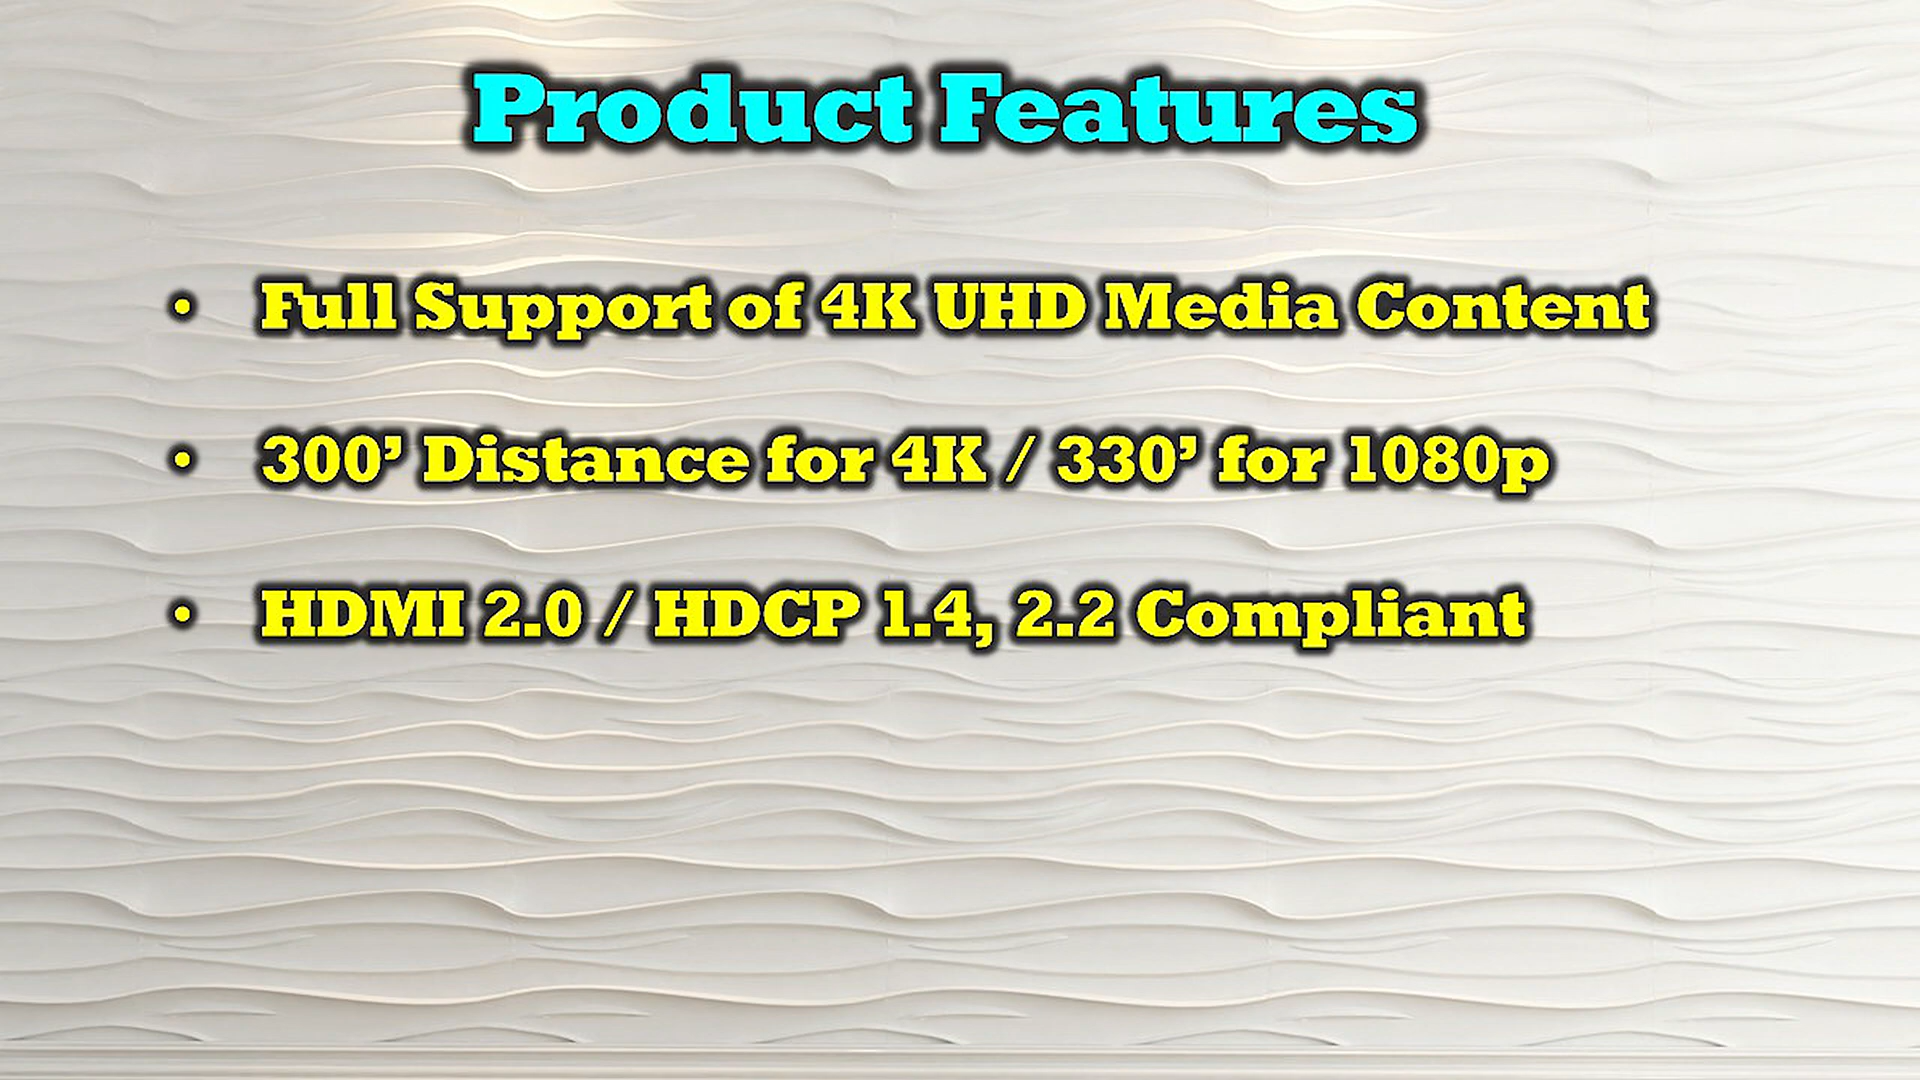 Product Features
• Full Support of 4K UHD Media Content
• 300’ Distance for 4K / 330’ for 1080p
• HDMI 2.0 / HDCP 1.4, 2.2 Compliant